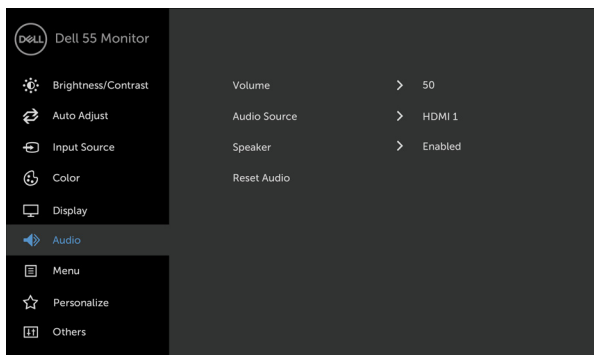 DELL Dell 55 Monitor
Brightness/Contrast Volume 50
Auto Adjust Audio Source HDMI 1
Input Source Speaker Enabled
Color Reset Audio
Display
Audio
Menu
Personalize
Others